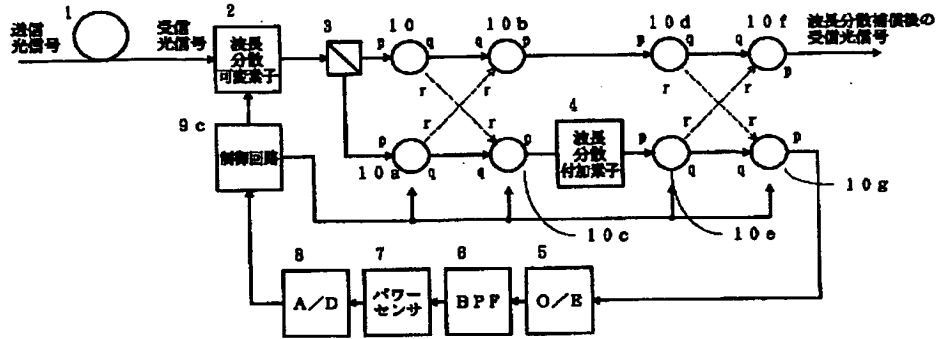 1
送信
光信号
受信
光信号
2
波長
分散
可変素子
3
10
10b
10d
10f
波長分散補償後の
受信光信号
p
q
q
p
p
q
q
p
r
r
r
r
4
9c
制御回路
p
r
r
p
波長
分散
付加素子
p
r
r
p
10a
q
q
q
q
10g
10c
10e
8
7
6
5
A/D
パワー
センサ
BPF
O/E